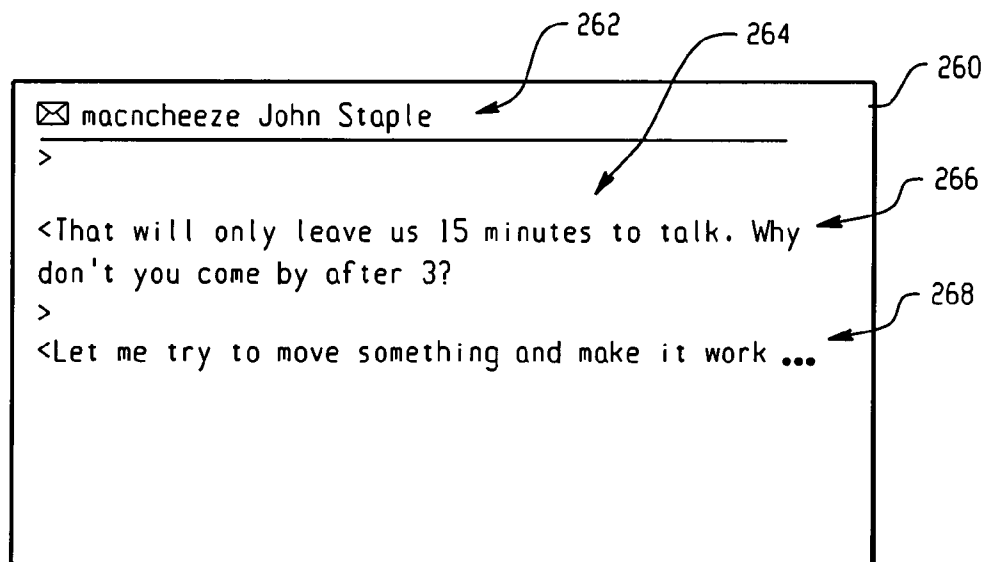 262
264
260
macncheeze John Staple
>
266
<That will only leave us 15 minutes to talk. Why
don't you come by after 3?
268
>
<Let me try to move something and make it work ...